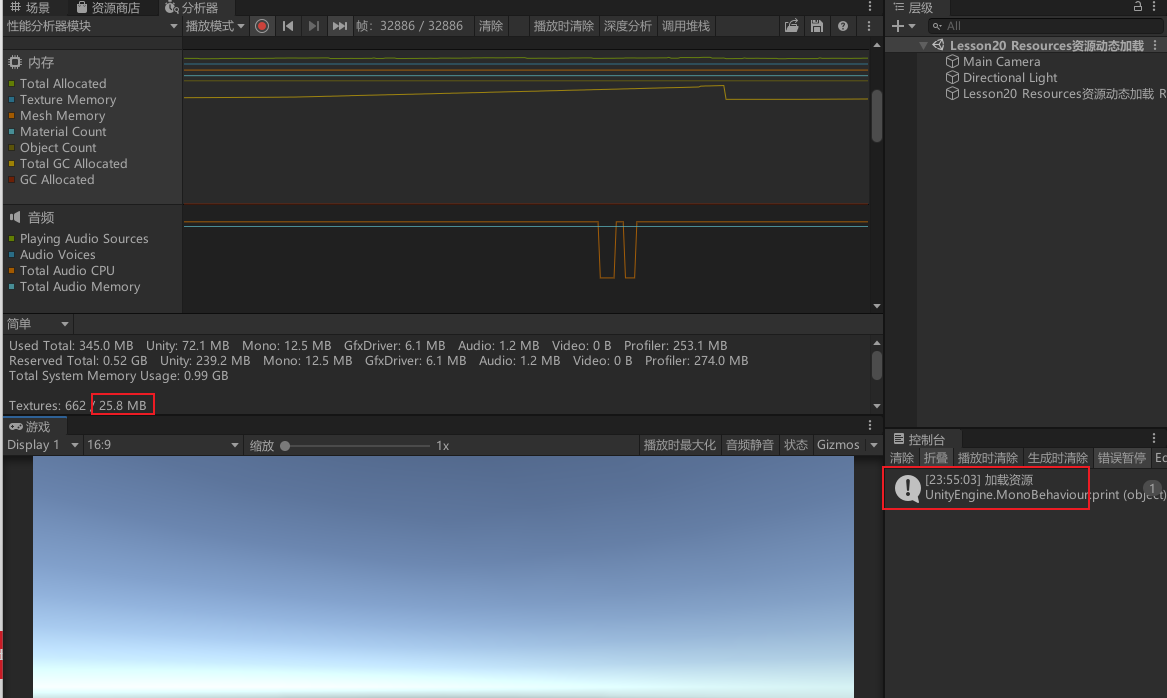 场景 资源商店 分析器
性能分析器模块 播放模式 帧: 32886 / 32886 清除 播放时清除 深度分析 调用堆栈
内存
Total Allocated
Texture Memory
Mesh Memory
Material Count
Object Count
Total GC Allocated
GC Allocated
音频
Playing Audio Sources
Audio Voices
Total Audio CPU
Total Audio Memory
简单
Used Total: 345.0 MB Unity: 72.1 MB Mono: 12.5 MB GfxDriver: 6.1 MB Audio: 1.2 MB Video: 0 B Profiler: 253.1 MB
Reserved Total: 0.52 GB Unity: 239.2 MB Mono: 12.5 MB GfxDriver: 6.1 MB Audio: 1.2 MB Video: 0 B Profiler: 274.0 MB
Total System Memory Usage: 0.99 GB
Textures: 662 / 25.8 MB
游戏
Display 1 16:9 缩放 1x 播放时最大化 音频静音 状态 Gizmos
层级
All
Lesson20 Resources资源动态加载
Main Camera
Directional Light
Lesson20 Resources资源动态加载 R
控制台
清除 折叠 播放时清除 生成时清除 错误暂停 Ec
[23:55:03] 加载资源
UnityEngine.MonoBehaviour:print (object) 1